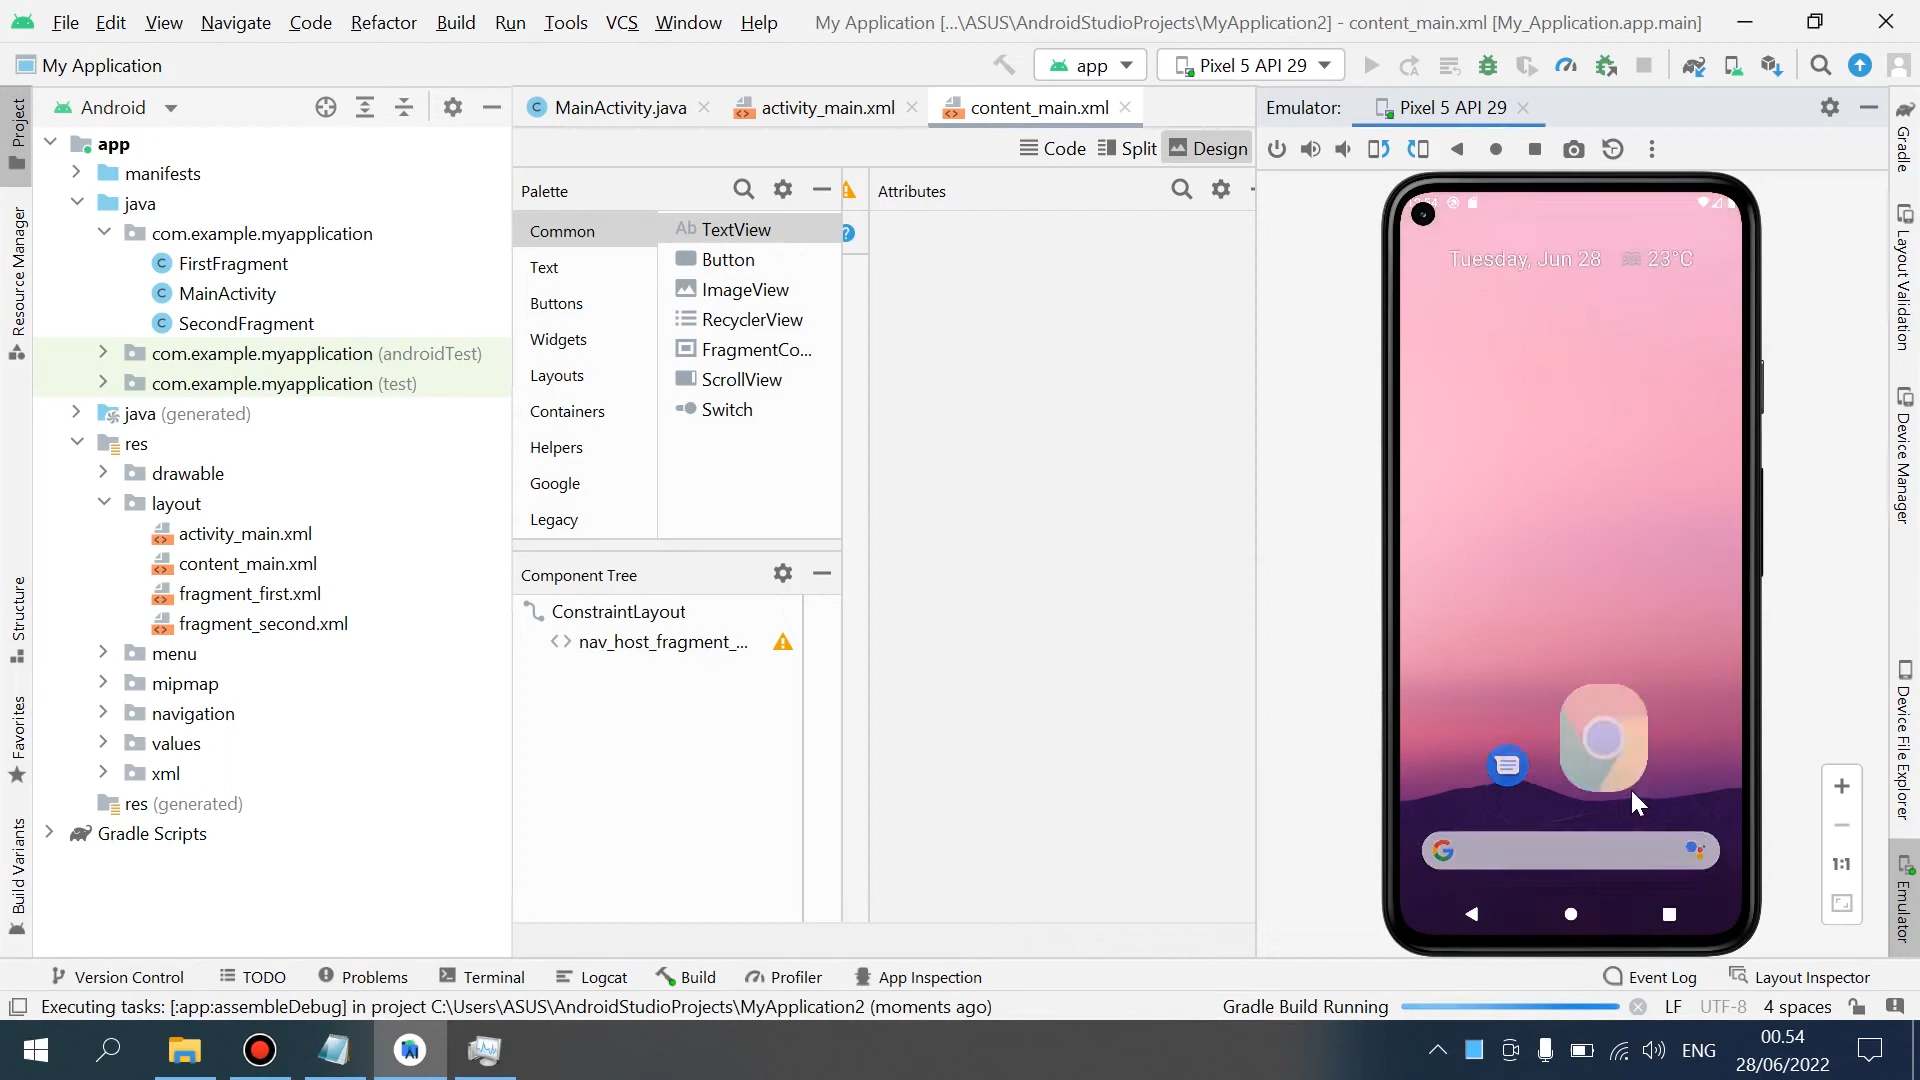 File Edit View Navigate Code Refactor Build Run Tools VCS Window Help My Application [...\ASUS\AndroidStudioProjects\MyApplication2] - content_main.xml [My_Application.app.main]
My Application app Pixel 5 API 29
Android MainActivity.java activity_main.xml content_main.xml Emulator: Pixel 5 API 29
Code Split Design
Project
Resource Manager
Structure
Favorites
Build Variants
app
manifests
java
com.example.myapplication
FirstFragment
MainActivity
SecondFragment
com.example.myapplication (androidTest)
com.example.myapplication (test)
java (generated)
res
drawable
layout
activity_main.xml
content_main.xml
fragment_first.xml
fragment_second.xml
menu
mipmap
navigation
values
xml
res (generated)
Gradle Scripts
Palette
Common
Text
Buttons
Widgets
Layouts
Containers
Helpers
Google
Legacy
Ab TextView
Button
ImageView
RecyclerView
FragmentCo...
ScrollView
Switch
Component Tree
ConstraintLayout
nav_host_fragment_...
Attributes
Tuesday, Jun 28 23°C
1:1
Gradle
Layout Validation
Device Manager
Device File Explorer
Emulator
Version Control TODO Problems Terminal Logcat Build Profiler App Inspection Event Log Layout Inspector
Executing tasks: [:app:assembleDebug] in project C:\Users\ASUS\AndroidStudioProjects\MyApplication2 (moments ago) Gradle Build Running LF UTF-8 4 spaces
ENG
00.54
28/06/2022